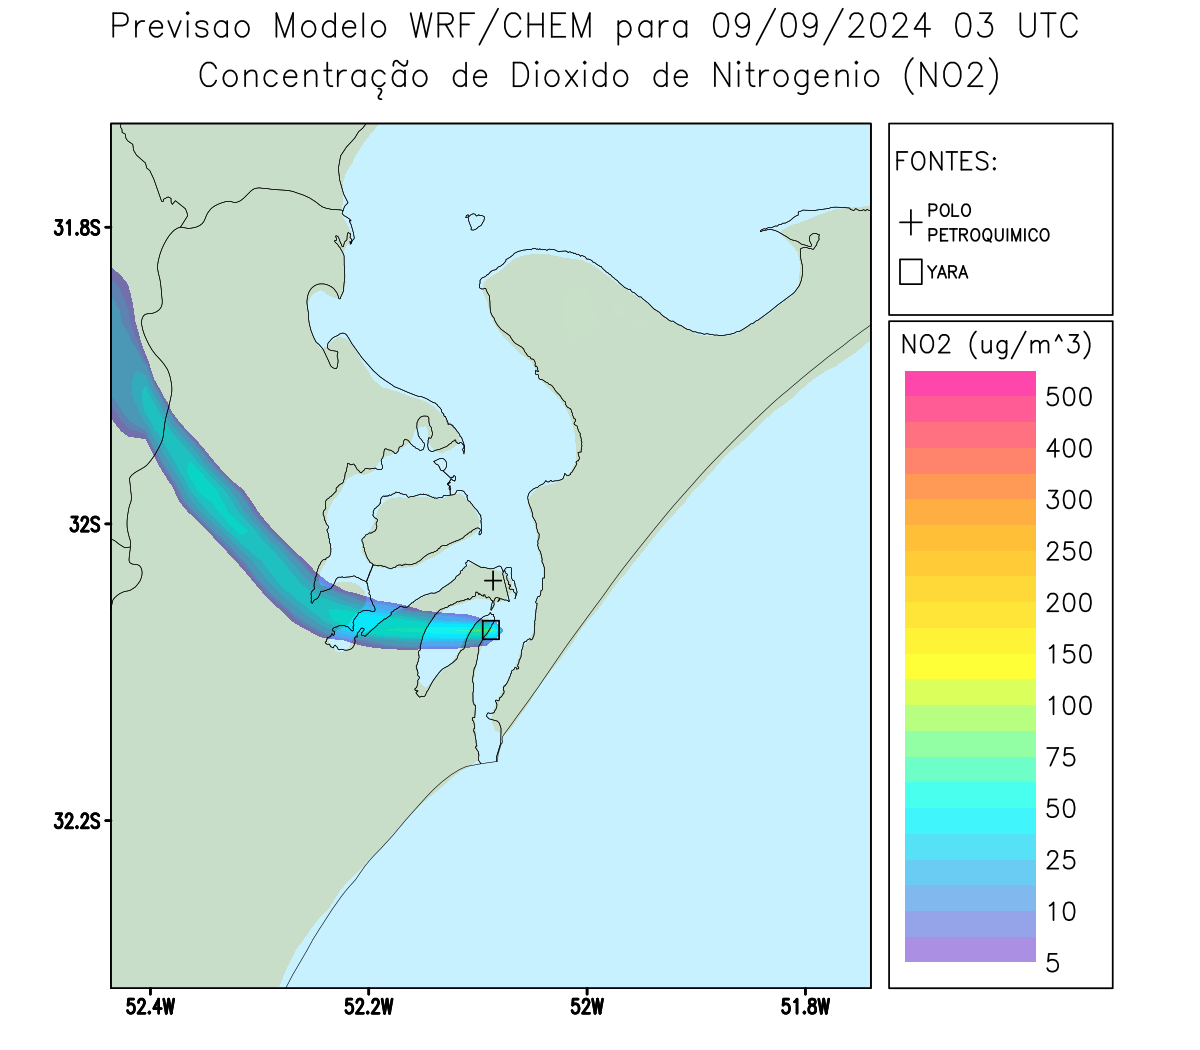 Previsao Modelo WRF/CHEM para 09/09/2024 03 UTC
Concentração de Dioxido de Nitrogenio (NO2)
FONTES:
POLO
PETROQUIMICO
YARA
NO2 (ug/m^3)
500
400
300
250
200
150
100
75
50
25
10
5
31.8S
32S
32.2S
52.4W
52.2W
52W
51.8W